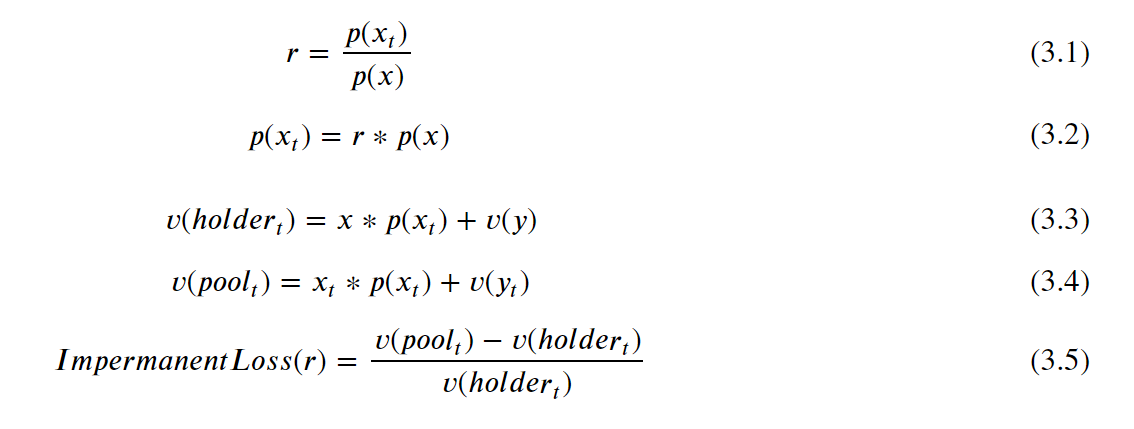 r = p(x_t) / p(x) (3.1)
p(x_t) = r * p(x) (3.2)
v(holder_t) = x * p(x_t) + v(y) (3.3)
v(pool_t) = x_t * p(x_t) + v(y_t) (3.4)
ImpermanentLoss(r) = v(pool_t) − v(holder_t) / v(holder_t) (3.5)